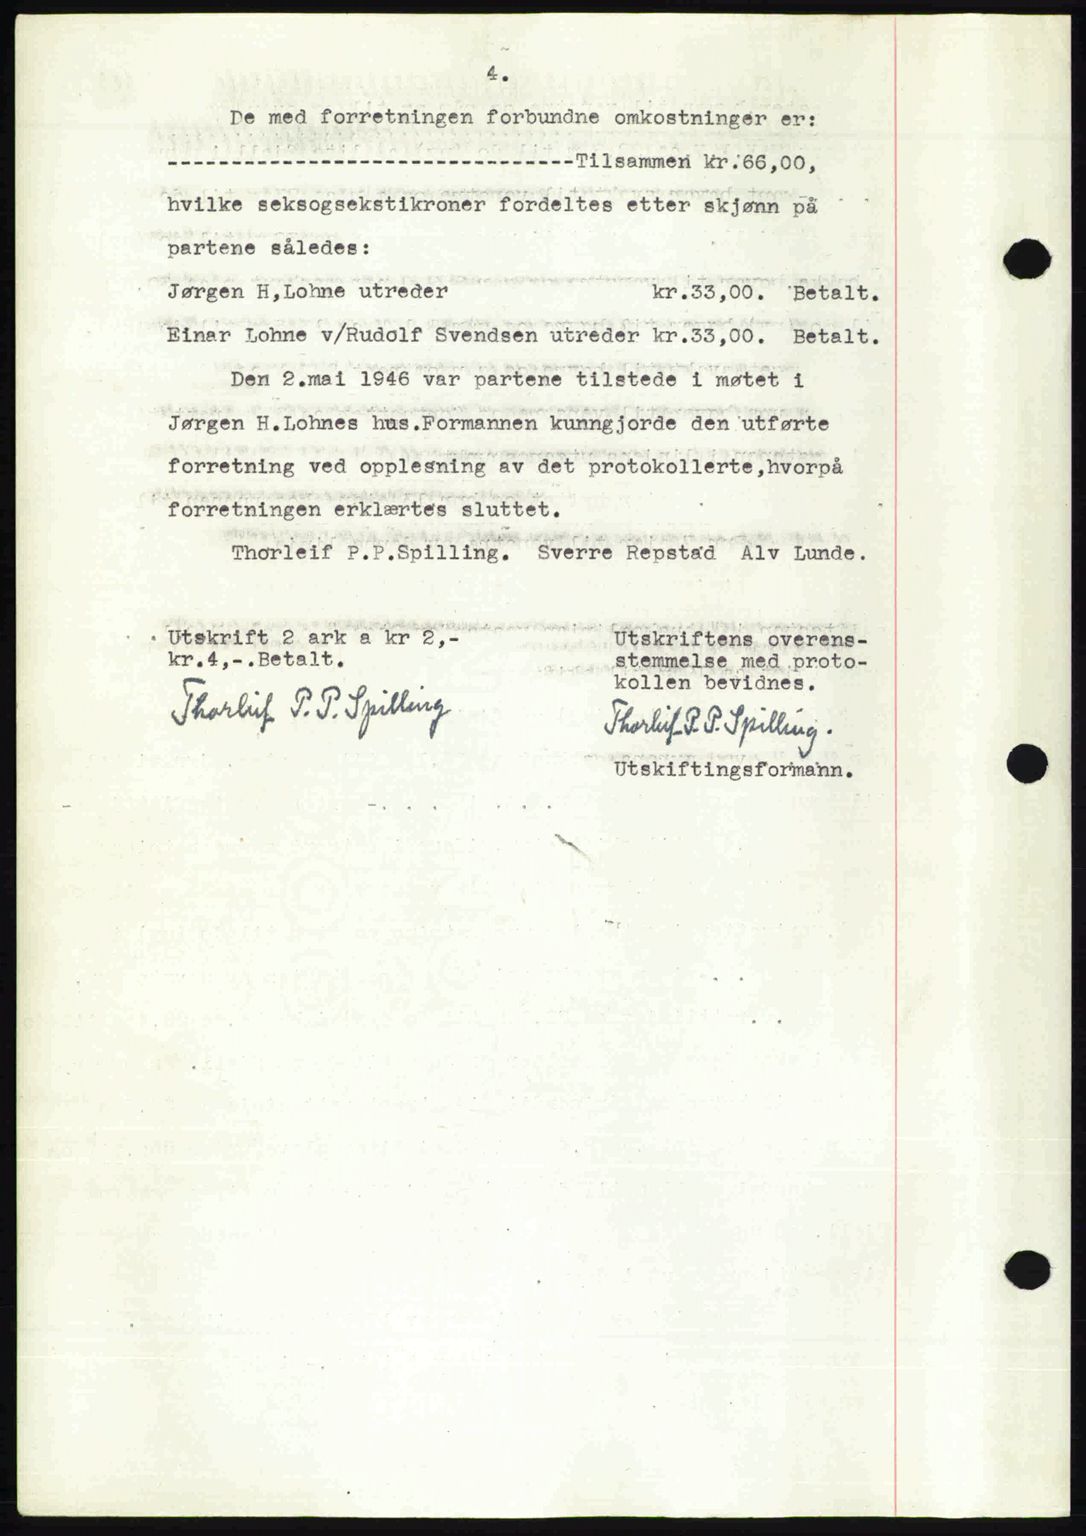 4.
De med forretningen forbundne omkostninger er:
--------------------------------Tilsammen kr.66,00,
hvilke seksogsekstikroner fordeltes etter skjønn på
partene således:
Jørgen H,Lohne utreder kr.33,00. Betalt.
Einar Lohne v/Rudolf Svendsen utreder kr.33,00. Betalt.
Den 2.mai 1946 var partene tilstede i møtet i
Jørgen H.Lohnes hus.Formannen kunngjorde den utførte
forretning ved opplesning av det protokollerte,hvorpå
forretningen erklærtes sluttet.
Thorleif P.P.Spilling. Sverre Repstad Alv Lunde.
Utskrift 2 ark a kr 2,-
kr.4,-.Betalt.
Thorleif P.P. Spilling
Utskriftens overens-
stemmelse med proto-
kollen bevidnes.
Thorleif P.P. Spilling.
Utskiftingsformann.